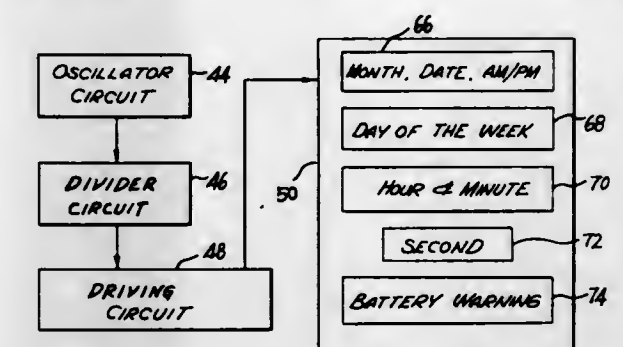 OSCILLATOR
CIRCUIT
44
DIVIDER
CIRCUIT
46
48
DRIVING
CIRCUIT
50
66
MONTH, DATE, AM/PM
DAY OF THE WEEK
68
HOUR & MINUTE
70
SECOND
72
BATTERY WARNING
74